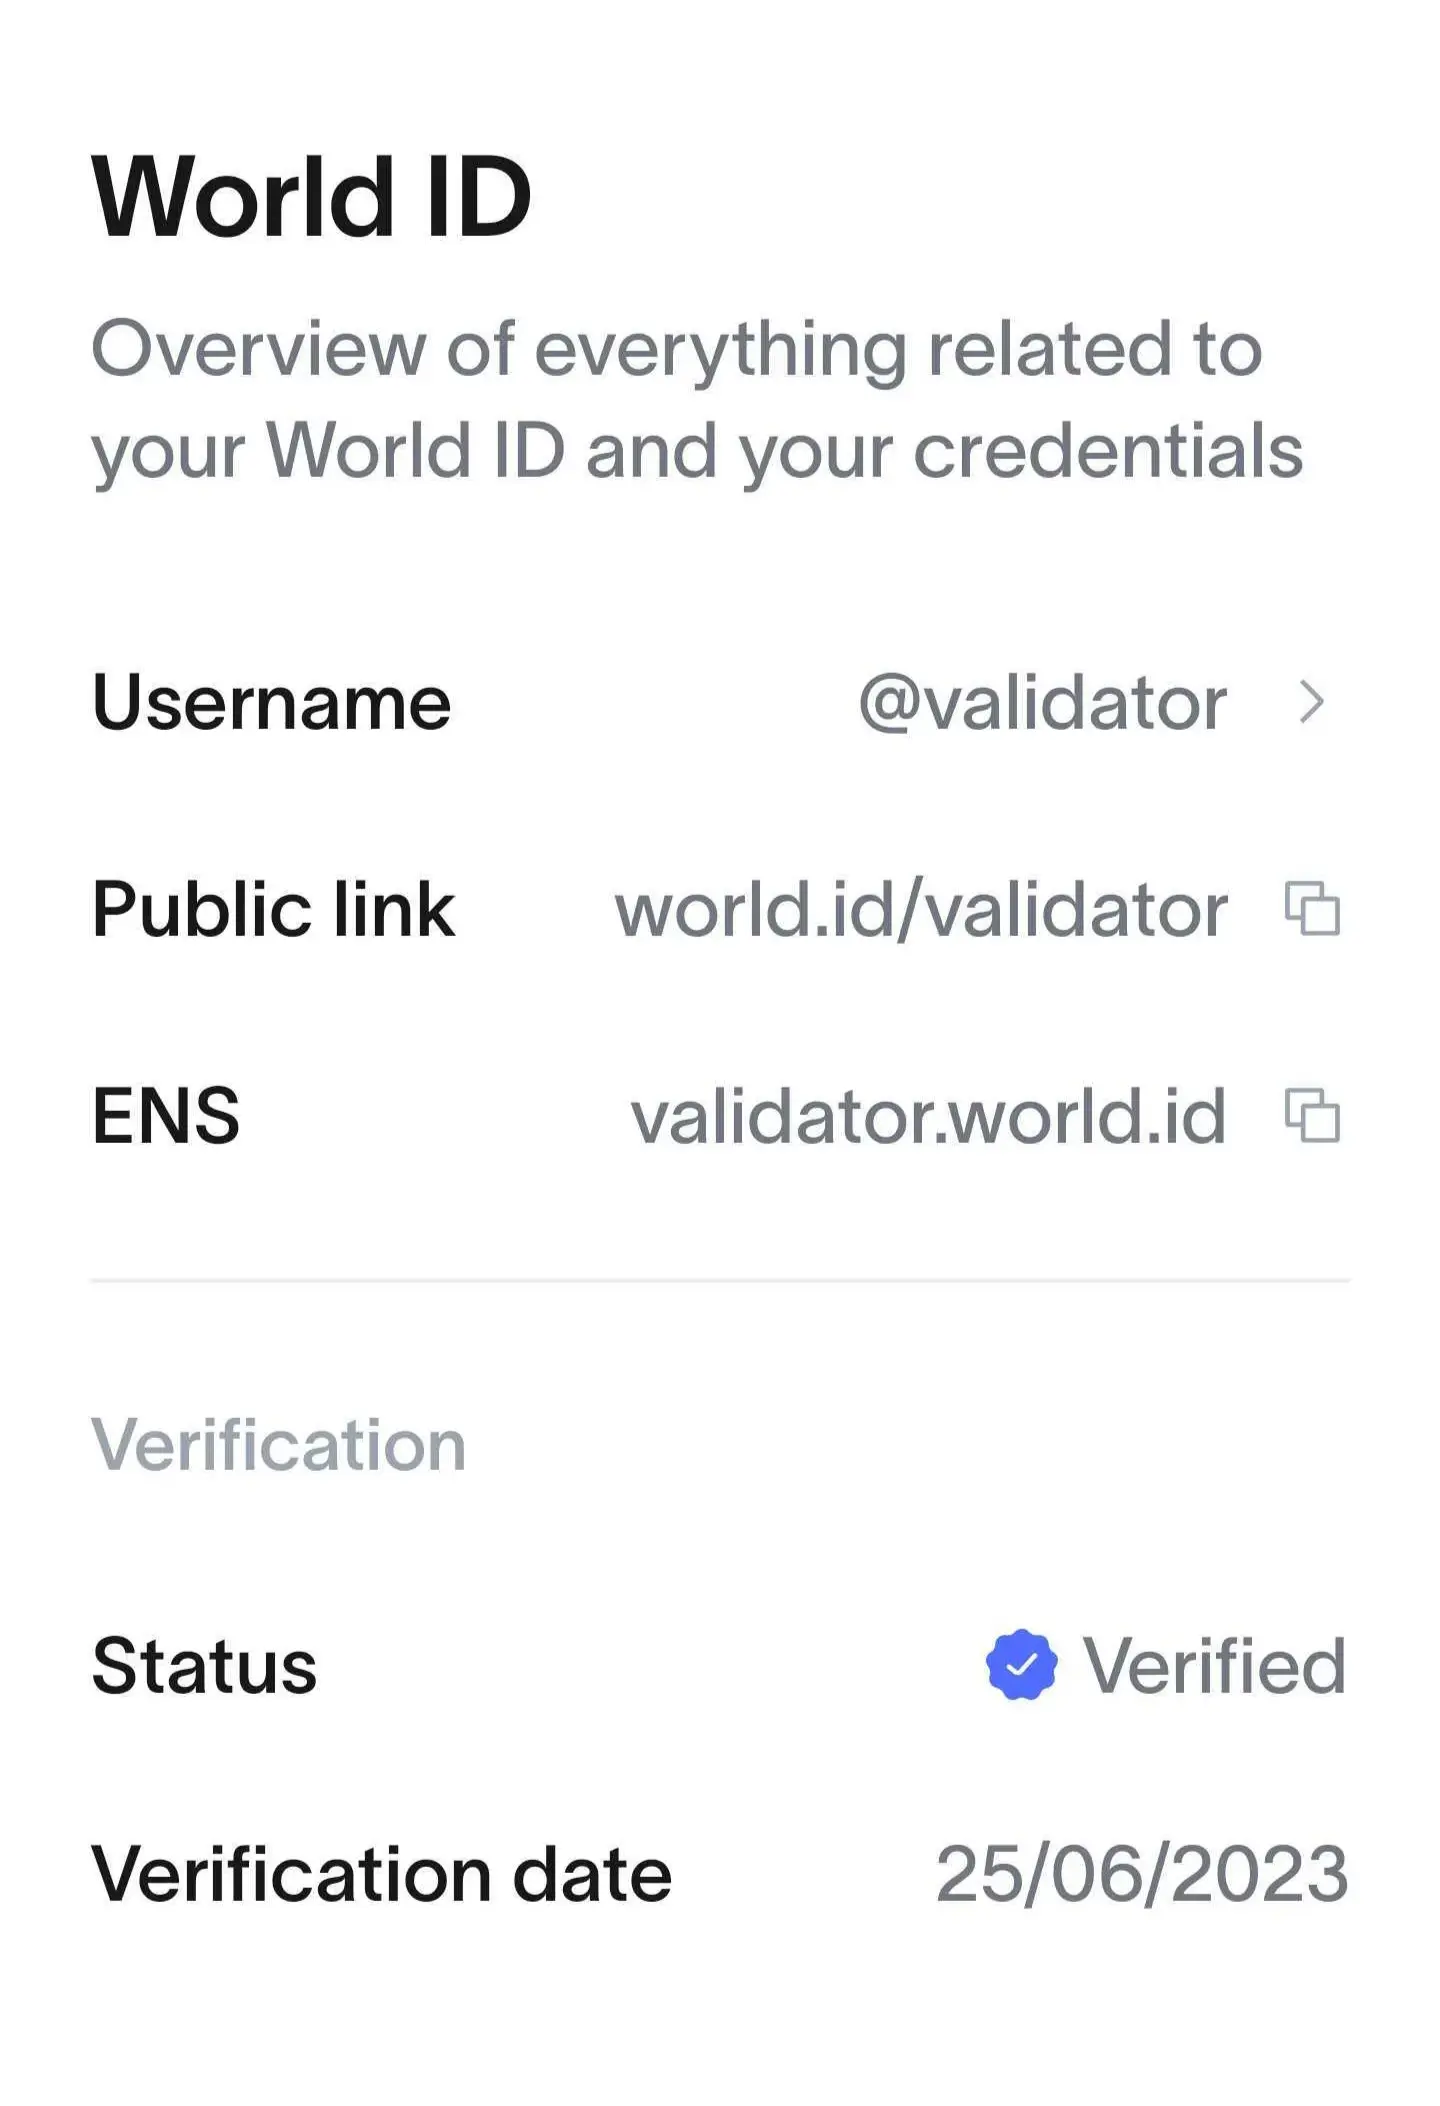 World ID
Overview of everything related to
your World ID and your credentials
Username @validator
Public link world.id/validator
ENS validator.world.id
Verification
Status Verified
Verification date 25/06/2023